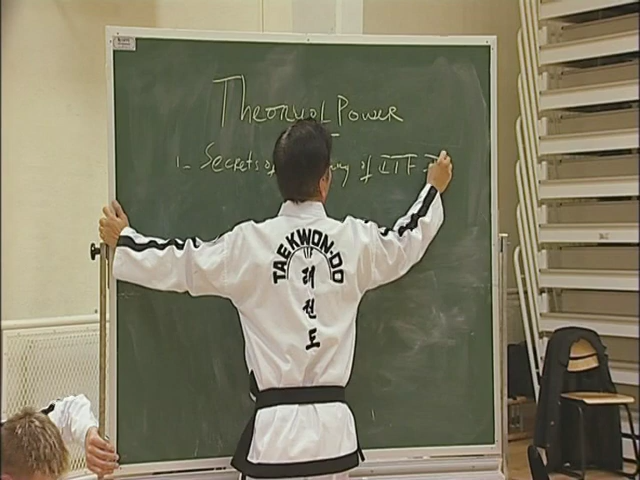 Theory of Power
1- Secrets of of ITF
TAEKWON-DO
태권도